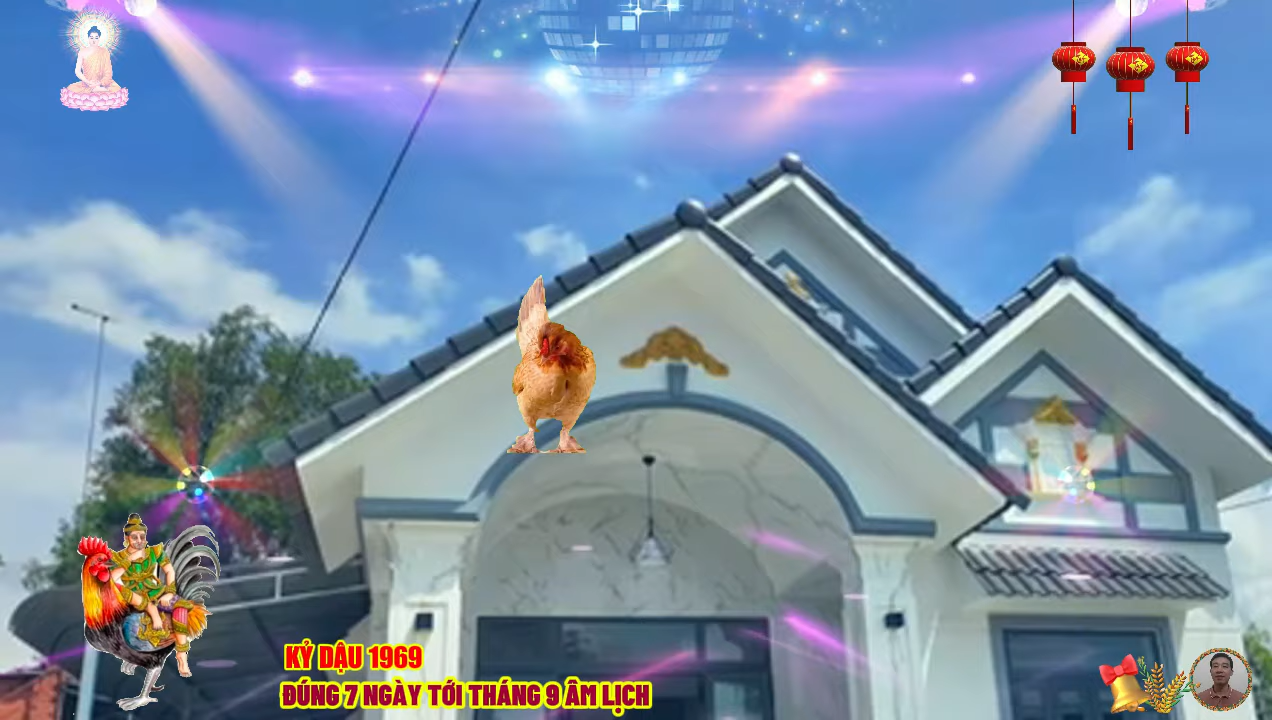 KỶ DẬU 1969
ĐÚNG 7 NGÀY TỚI THÁNG 9 ÂM LỊCH